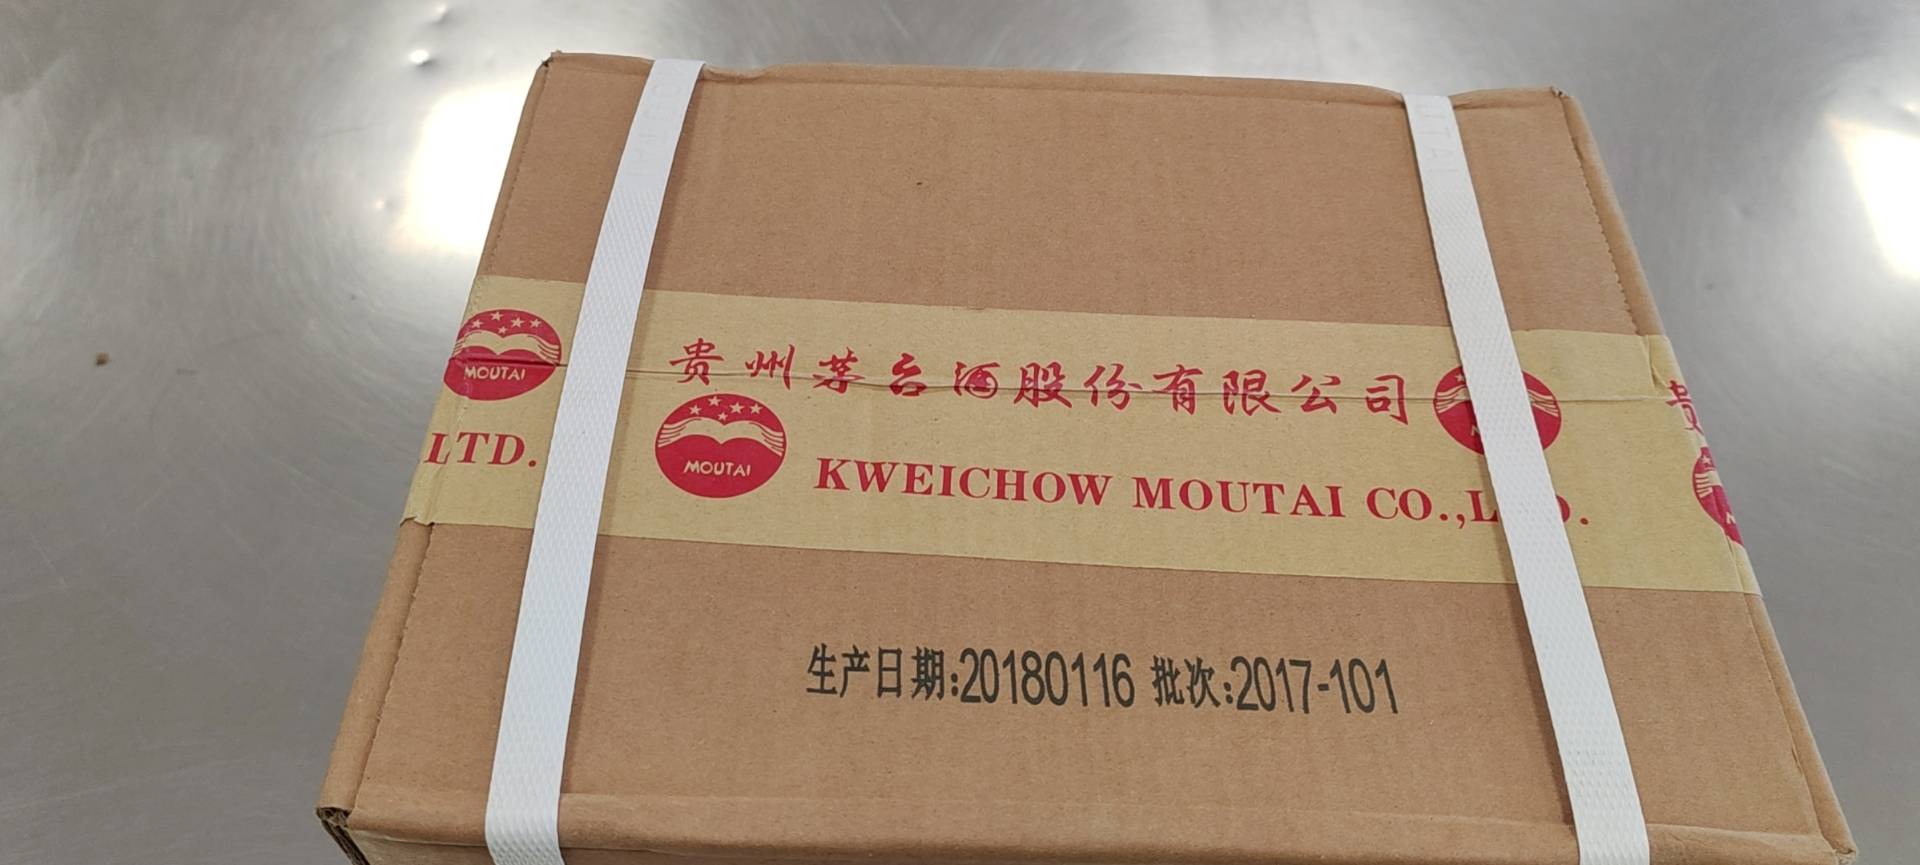 贵州茅台酒股份有限公司
MOUTAI
LTD.
MOUTAI
KWEICHOW MOUTAI CO.,L D.
贵
生产日期:20180116 批次:2017-101